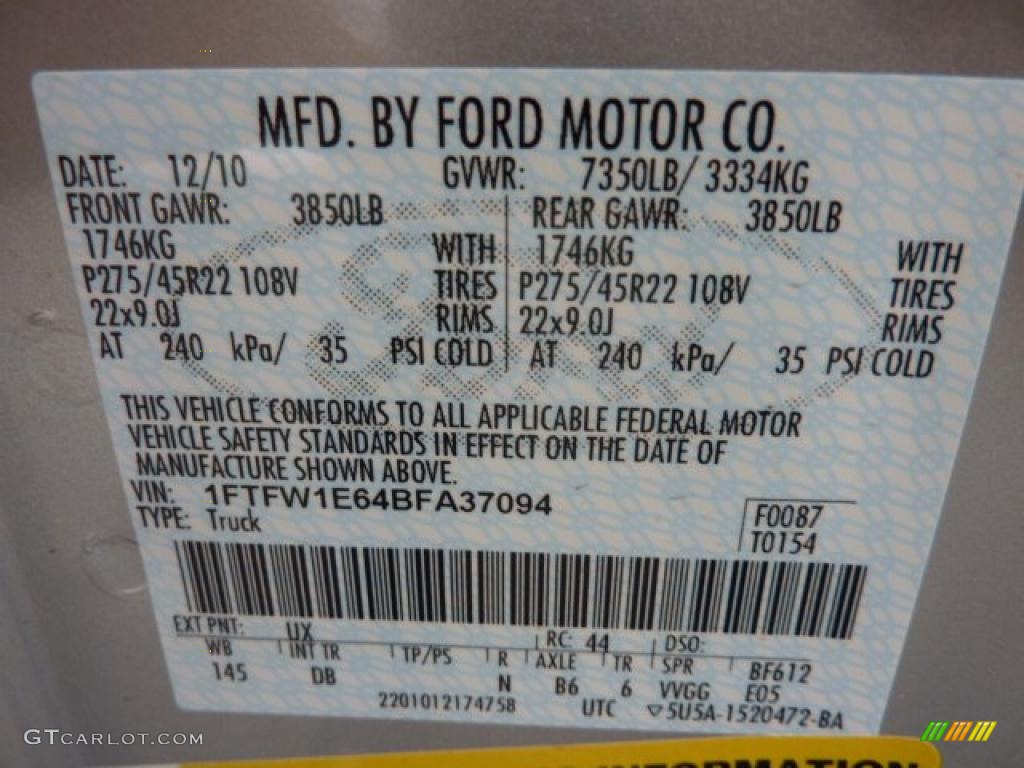 MFD. BY FORD MOTOR CO.
DATE: 12/10 GVWR: 7350LB/ 3334KG
FRONT GAWR: 3850LB REAR GAWR: 3850LB
1746KG WITH 1746KG WITH
P275/45R22 108V TIRES P275/45R22 108V TIRES
22x9.0J RIMS 22x9.0J RIMS
AT 240 kPa/ 35 PSI COLD AT 240 kPa/ 35 PSI COLD
THIS VEHICLE CONFORMS TO ALL APPLICABLE FEDERAL MOTOR
VEHICLE SAFETY STANDARDS IN EFFECT ON THE DATE OF
MANUFACTURE SHOWN ABOVE.
VIN: 1FTFW1E64BFA37094
TYPE: Truck
F0087
T0154
EXT PNT: UX RC: 44 DSO:
WB INT TR TP/PS R AXLE TR SPR BF612
145 DB N B6 6 VVGG E05
2201012174758 UTC ▽5U5A-1520472-BA
GTCARLOT.COM
INFORMATION